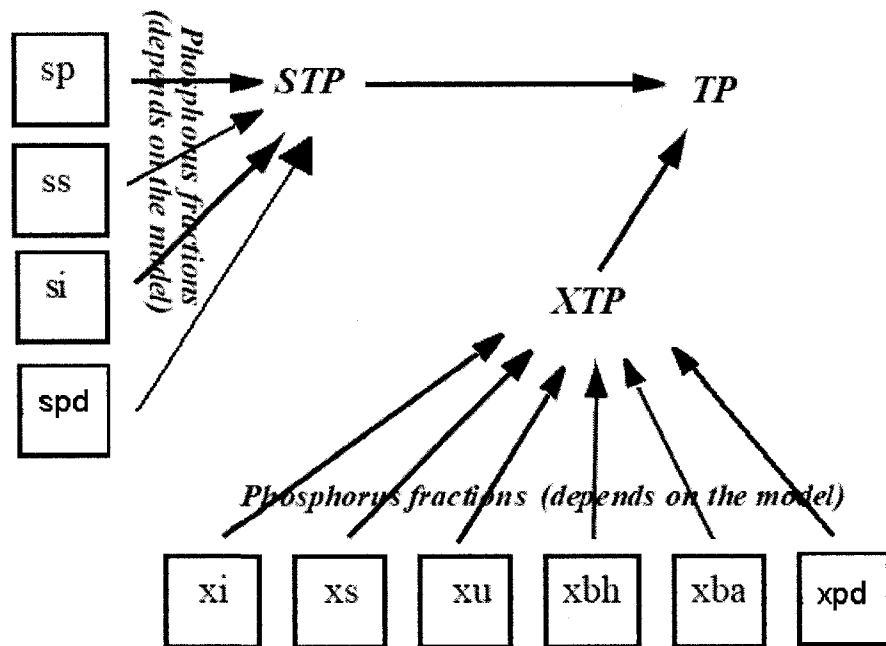 sp
ss
si
spd
Phosphorus fractions
(depends on the model)
STP
TP
XTP
Phosphorus fractions (depends on the model)
xi
xs
xu
xbh
xba
xpd